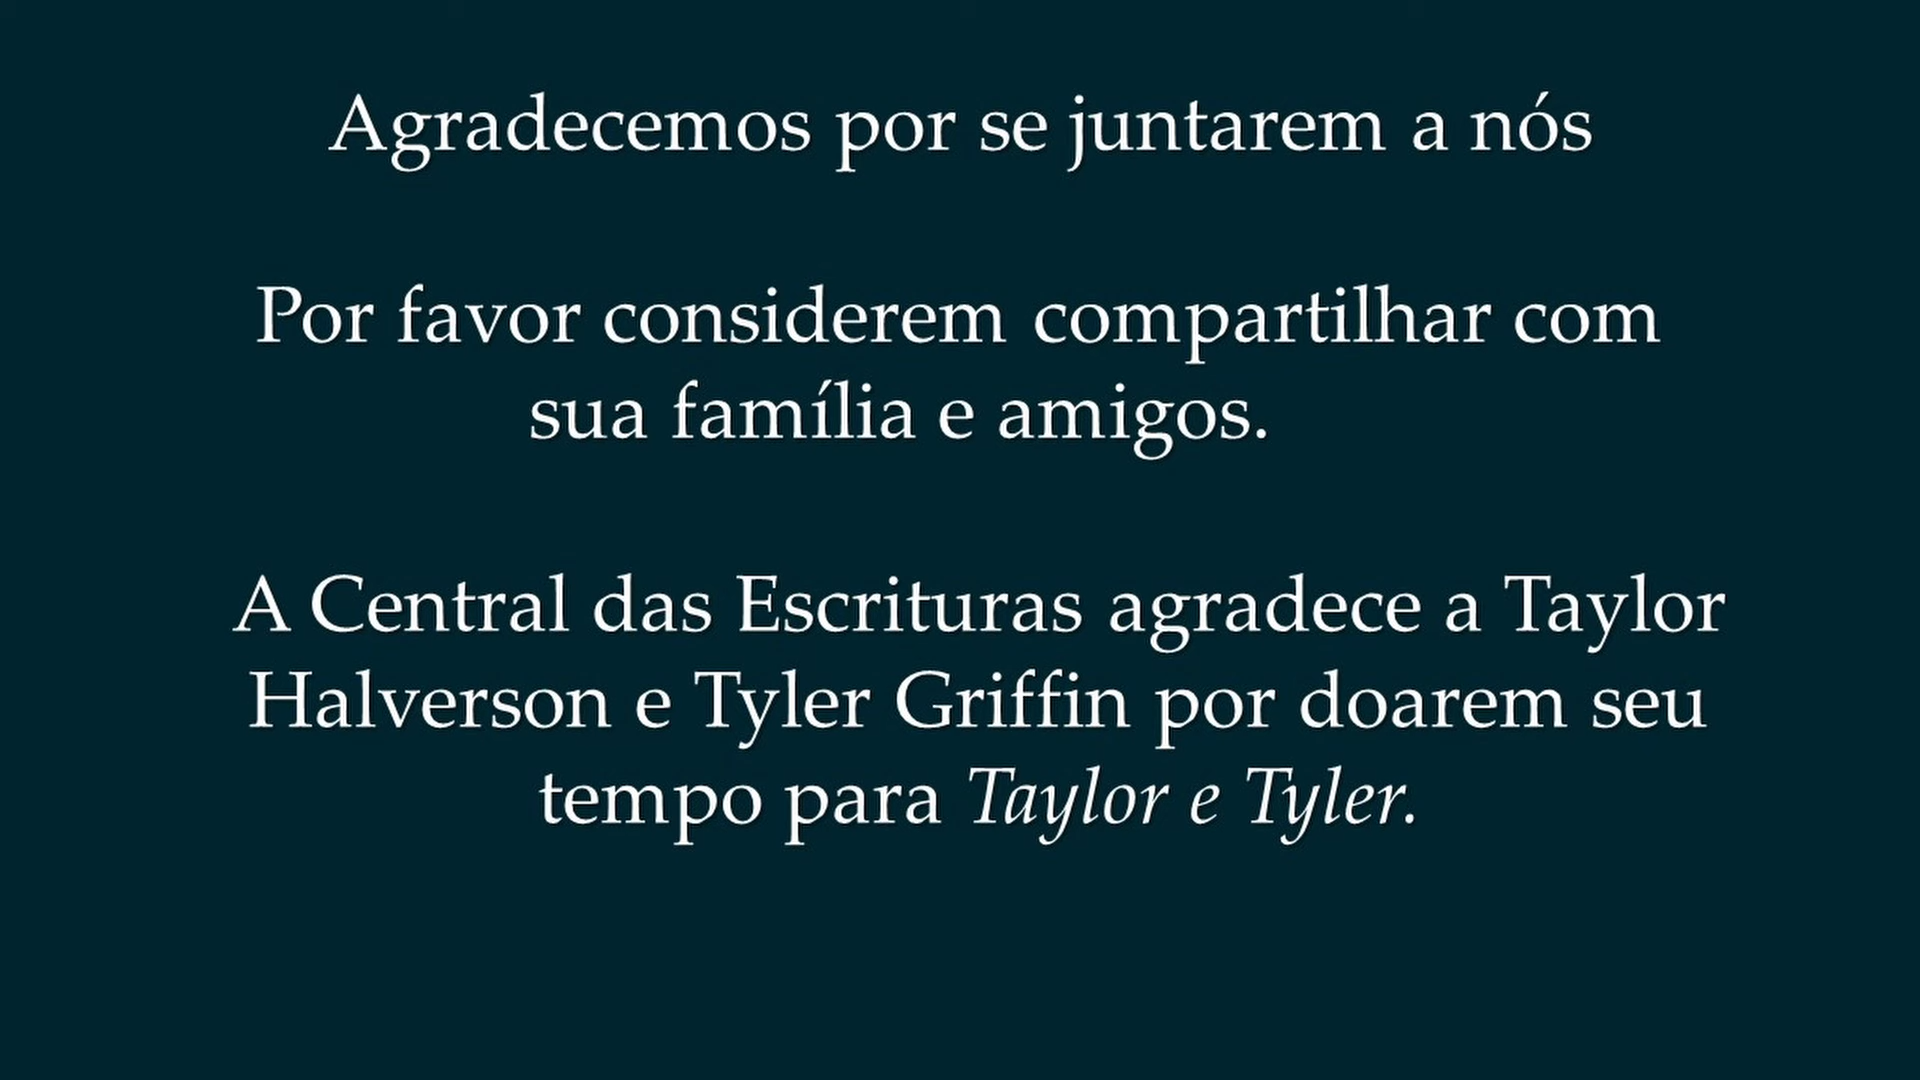 Agradecemos por se juntarem a nós
Por favor considerem compartilhar com
sua família e amigos.
A Central das Escrituras agradece a Taylor
Halverson e Tyler Griffin por doarem seu
tempo para Taylor e Tyler.